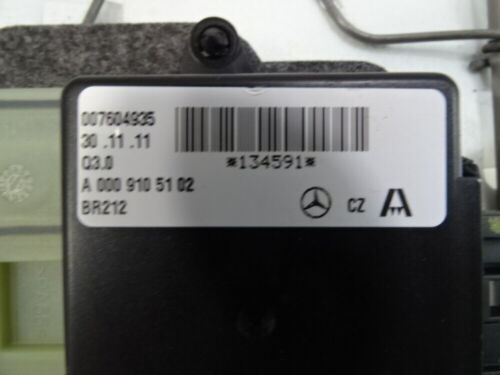 007604935
30 .11 .11
Q3.0
*134591*
A 000 910 51 02
BR212
CZ